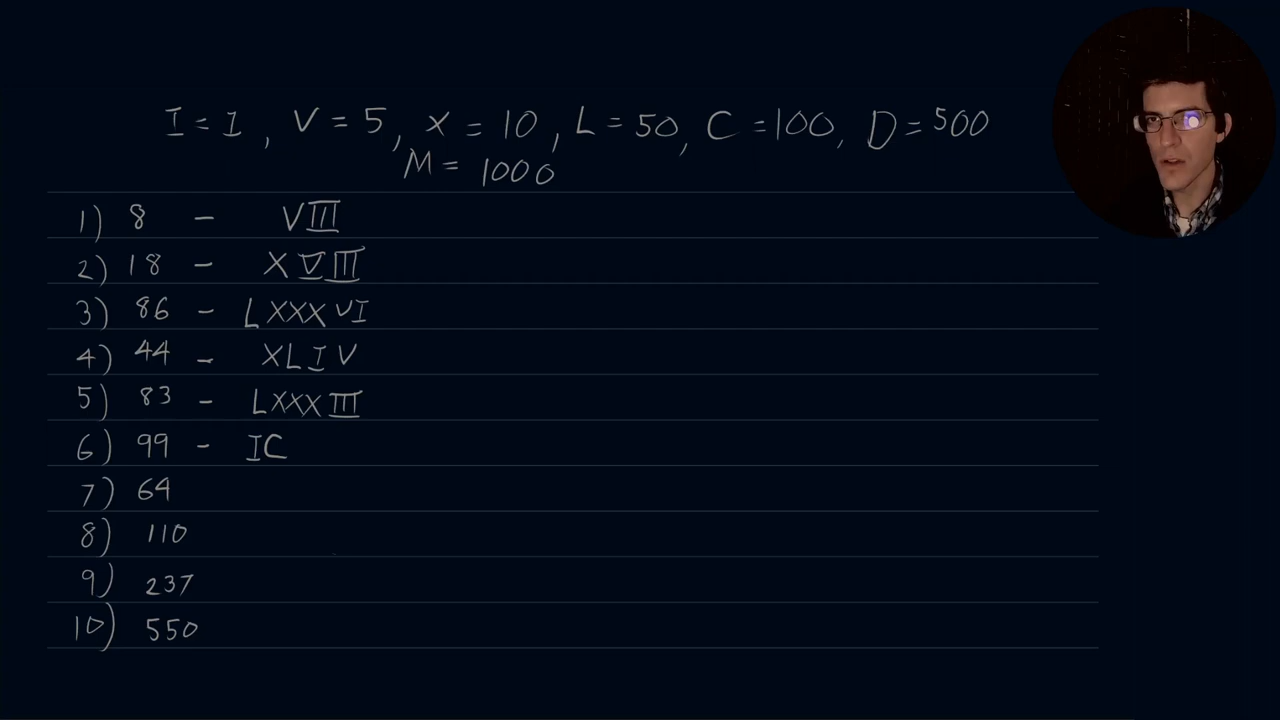 I = I, V = 5, X = 10, L = 50, C = 100, D = 500
M = 1000
1) 8 - VIII
2) 18 - XVIII
3) 86 - LXXXVI
4) 44 - XLIV
5) 83 - LXXXIII
6) 99 - IC
7) 64
8) 110
9) 237
10) 550